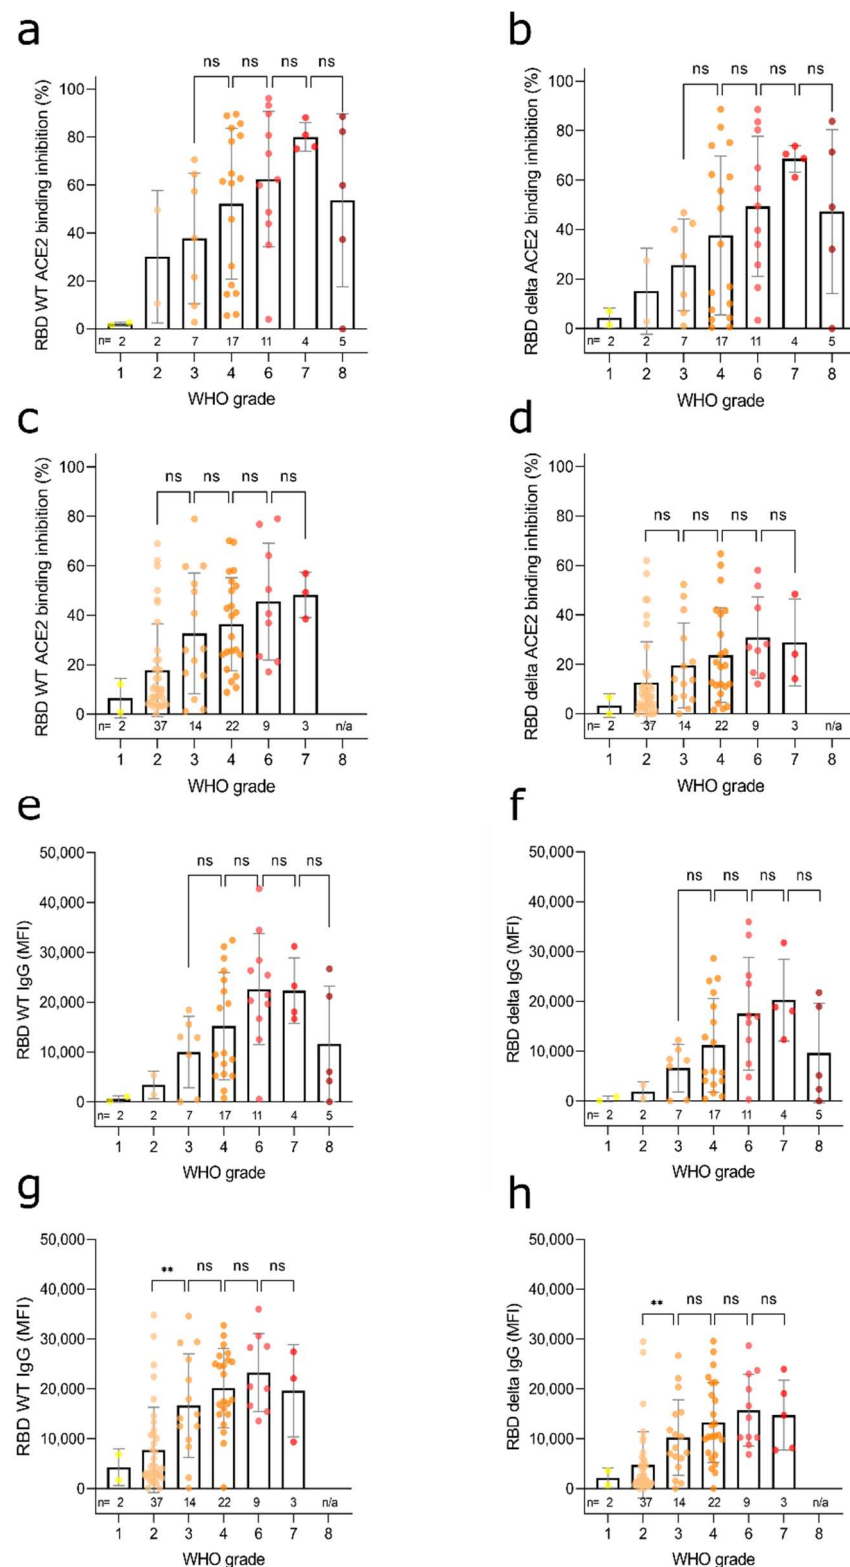 a
RBD WT ACE2 binding inhibition (%)
ns ns ns ns
100
80
60
40
20
0
n= 2 2 7 17 11 4 5
1 2 3 4 6 7 8
WHO grade
b
RBD delta ACE2 binding inhibition (%)
ns ns ns ns
100
80
60
40
20
0
n= 2 2 7 17 11 4 5
1 2 3 4 6 7 8
WHO grade
c
RBD WT ACE2 binding inhibition (%)
100
ns ns ns ns
80
60
40
20
0
n= 2 37 14 22 9 3 n/a
1 2 3 4 6 7 8
WHO grade
d
RBD delta ACE2 binding inhibition (%)
100
80
ns ns ns ns
60
40
20
0
n= 2 37 14 22 9 3 n/a
1 2 3 4 6 7 8
WHO grade
e
RBD WT IgG (MFI)
50,000
ns ns ns ns
40,000
30,000
20,000
10,000
0
n= 2 2 7 17 11 4 5
1 2 3 4 6 7 8
WHO grade
f
RBD delta IgG (MFI)
50,000
ns ns ns ns
40,000
30,000
20,000
10,000
0
n= 2 2 7 17 11 4 5
1 2 3 4 6 7 8
WHO grade
g
RBD WT IgG (MFI)
50,000
** ns ns ns
40,000
30,000
20,000
10,000
0
n= 2 37 14 22 9 3 n/a
1 2 3 4 6 7 8
WHO grade
h
RBD delta IgG (MFI)
50,000
40,000
** ns ns ns
30,000
20,000
10,000
0
n= 2 37 14 22 9 3 n/a
1 2 3 4 6 7 8
WHO grade